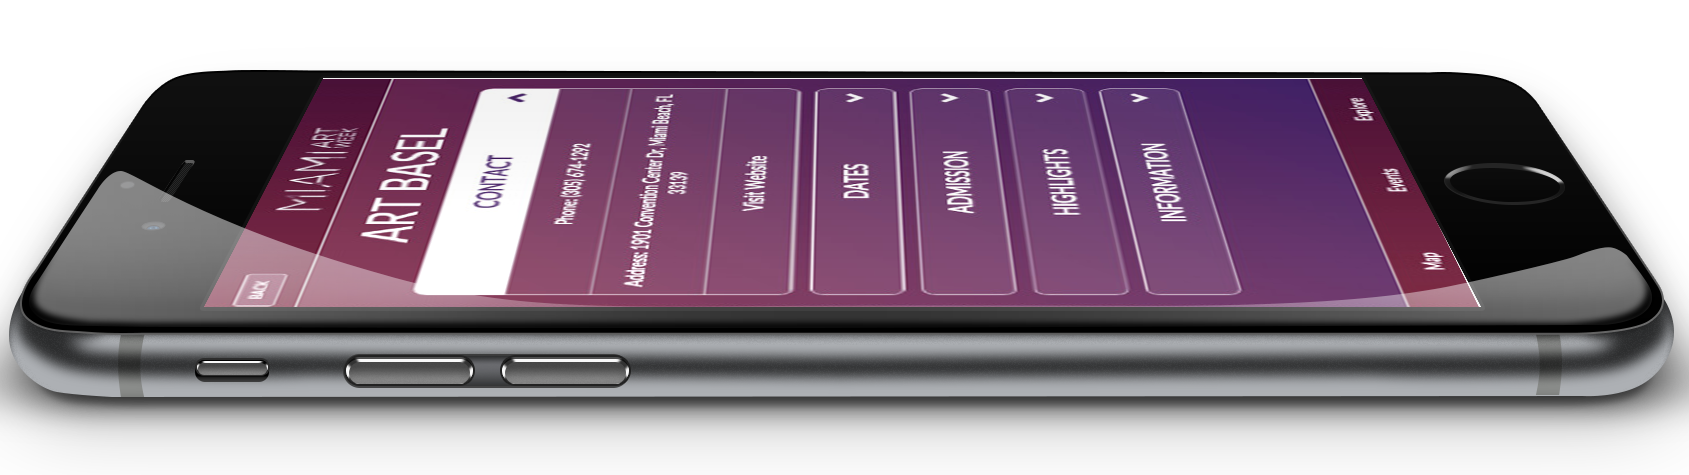 BACK
MIAMI ART
WEEK
ART BASEL
CONTACT
Phone: (305) 674-1292
Address: 1901 Convention Center Dr, Miami Beach, FL
33139
Visit Website
DATES
ADMISSION
HIGHLIGHTS
INFORMATION
Map
Events
Explore